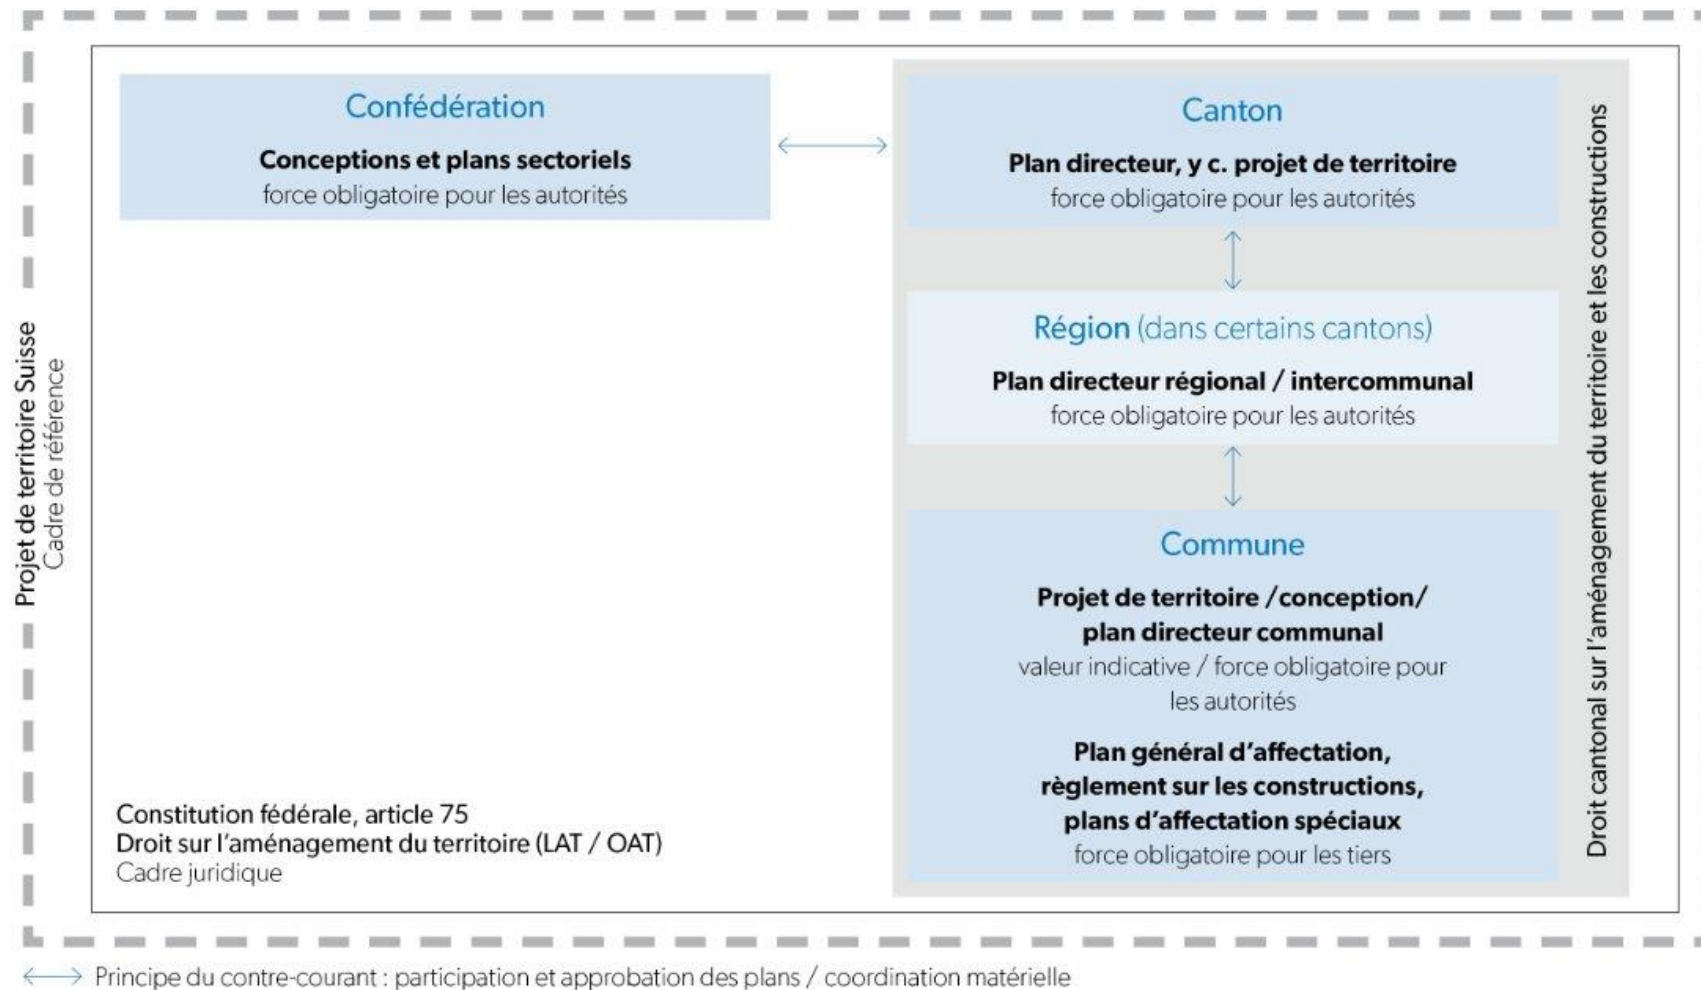 Projet de territoire Suisse
Cadre de référence
Confédération
Conceptions et plans sectoriels
force obligatoire pour les autorités
Constitution fédérale, article 75
Droit sur l'aménagement du territoire (LAT / OAT)
Cadre juridique
Canton
Plan directeur, y c. projet de territoire
force obligatoire pour les autorités
Région (dans certains cantons)
Plan directeur régional / intercommunal
force obligatoire pour les autorités
Commune
Projet de territoire /conception/
plan directeur communal
valeur indicative / force obligatoire pour
les autorités
Plan général d'affectation,
règlement sur les constructions,
plans d'affectation spéciaux
force obligatoire pour les tiers
Droit cantonal sur l'aménagement du territoire et les constructions
Principe du contre-courant : participation et approbation des plans / coordination matérielle